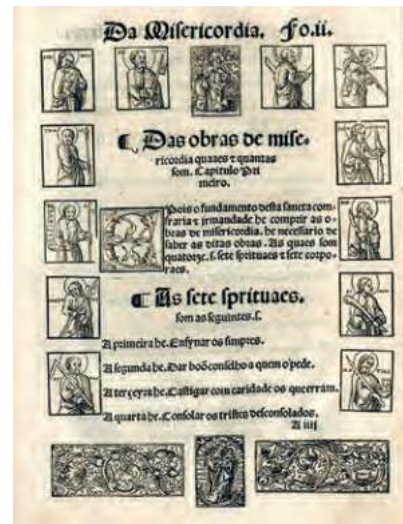 Da Misericordia. Fo.ii.
¶ Das obras de mise-
ricordia quaaes ⁊ quantas
som. Capitulo Pri
meiro.
Pois o fundamento desta sancta com-
fraria ⁊ irmandade he comprir as o-
bras de misericordia. he necessario de
saber as ditas obras. As quaes som
quatorze. s. sete sprituaes ⁊ sete corpo-
raes.
¶ As sete sprituaes.
som as seguintes. s.
A primeira he. Ensynar os simpres.
A segunda he. Dar boõ conselho a quem o pede.
A terceyra he. Castigar com caridade os que erram.
A quarta he. Consolar os tristes desconsolados.
A iiij